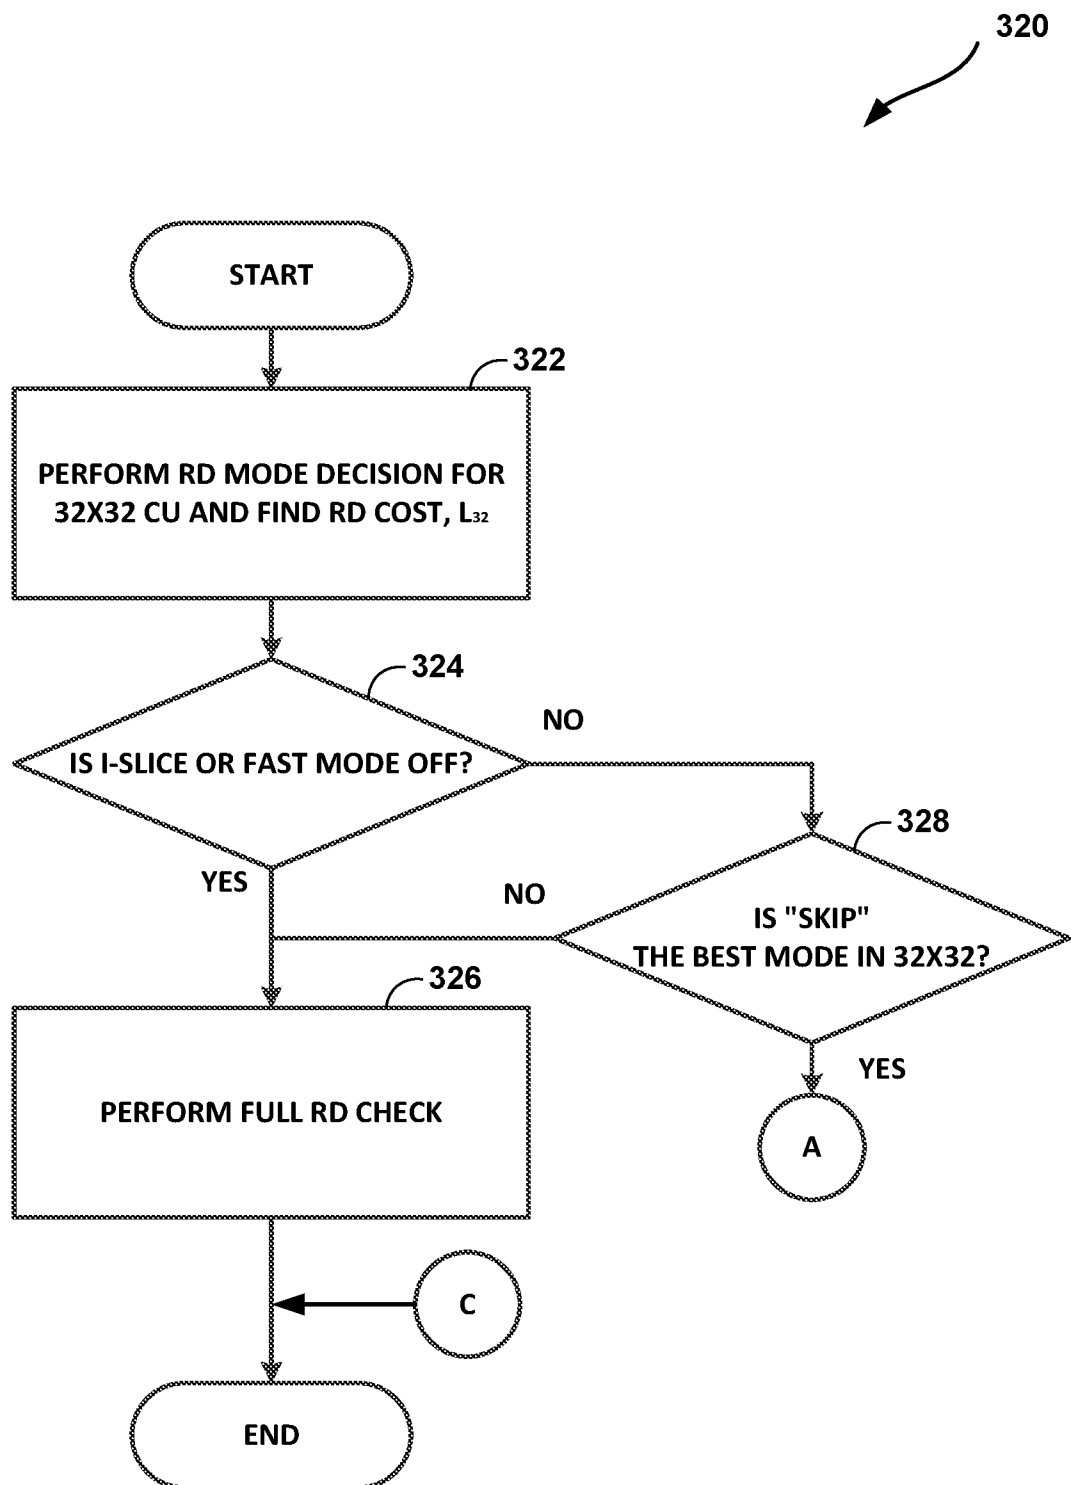 320
START
322
PERFORM RD MODE DECISION FOR
32X32 CU AND FIND RD COST, L32
324
IS I-SLICE OR FAST MODE OFF?
NO
328
YES
NO
IS "SKIP"
THE BEST MODE IN 32X32?
326
YES
PERFORM FULL RD CHECK
A
C
END